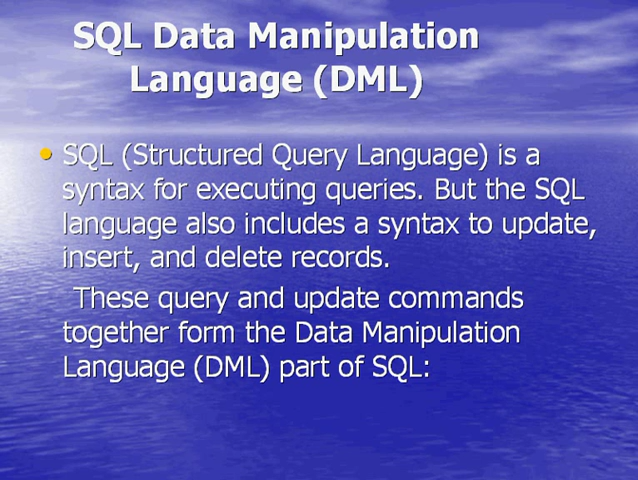 SQL Data Manipulation
Language (DML)
• SQL (Structured Query Language) is a
syntax for executing queries. But the SQL
language also includes a syntax to update,
insert, and delete records.
These query and update commands
together form the Data Manipulation
Language (DML) part of SQL: